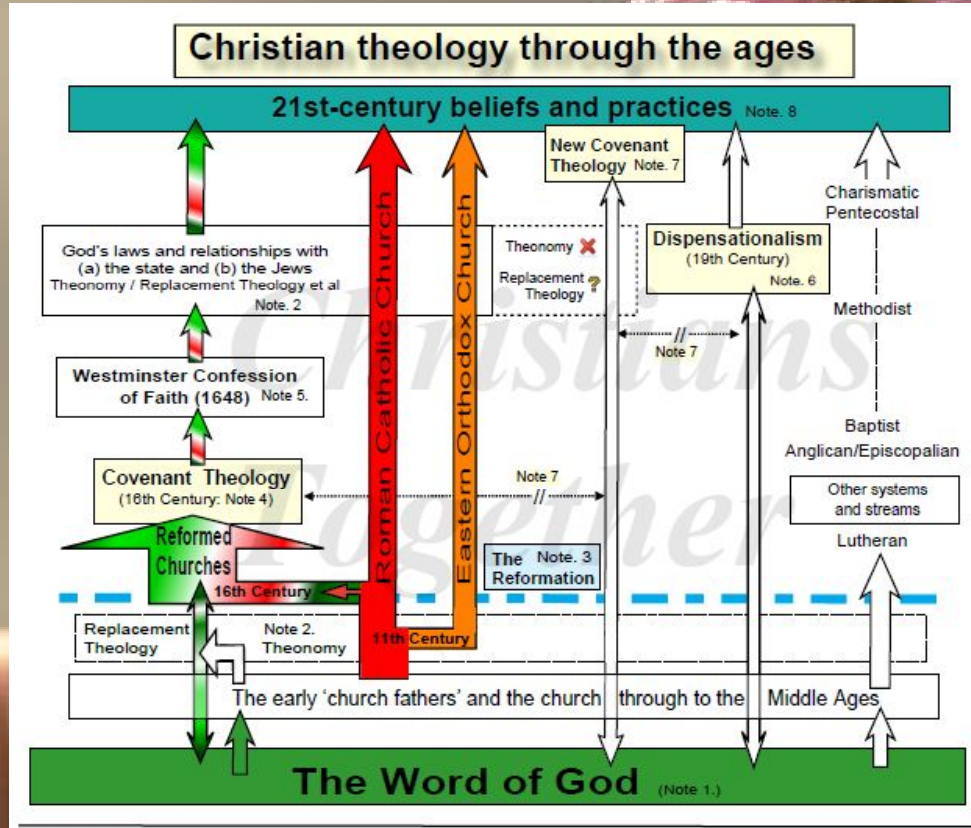 Christian theology through the ages
21st-century beliefs and practices Note. 8
New Covenant
Theology Note. 7
Charismatic
Pentecostal
God's laws and relationships with
(a) the state and (b) the Jews
Theonomy / Replacement Theology et al
Note. 2
Theonomy
Replacement
Theology ?
Dispensationalism
(19th Century)
Note. 6
Methodist
//
Note 7
Westminster Confession
of Faith (1648) Note 5.
Baptist
Anglican/Episcopalian
Covenant Theology
(16th Century: Note 4)
Note 7
//
Other systems
and streams
Lutheran
Reformed
Churches
16th Century
Roman Catholic Church
Eastern Orthodox Church
The Note. 3
Reformation
11th Century
Replacement
Theology
Note 2.
Theonomy
The early 'church fathers' and the church through to the Middle Ages
The Word of God (Note 1.)
Christians
Together